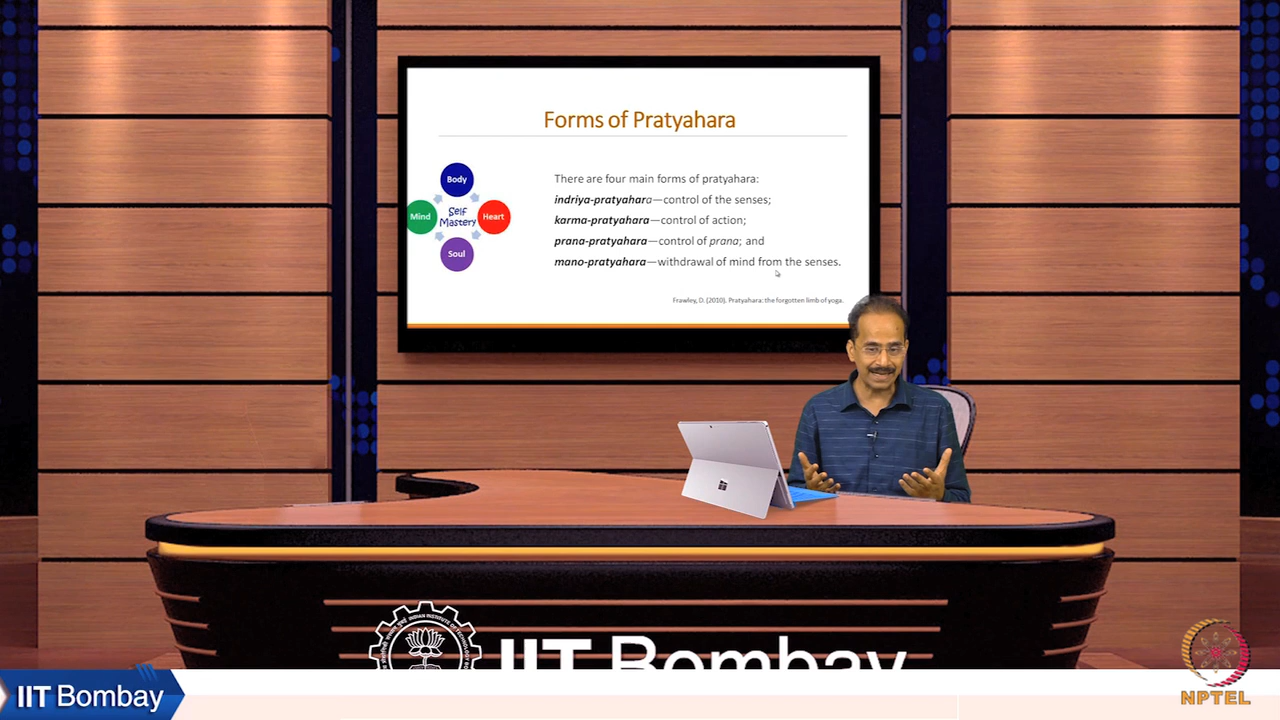 Forms of Pratyahara
There are four main forms of pratyahara:
indriya-pratyahara—control of the senses;
karma-pratyahara—control of action;
prana-pratyahara—control of prana; and
mano-pratyahara—withdrawal of mind from the senses.
Frawley, D. (2010). Pratyahara: the forgotten limb of yoga.
Body
Mind
Self
Mastery
Heart
Soul
IIT Bombay
IIT Bombay
NPTEL